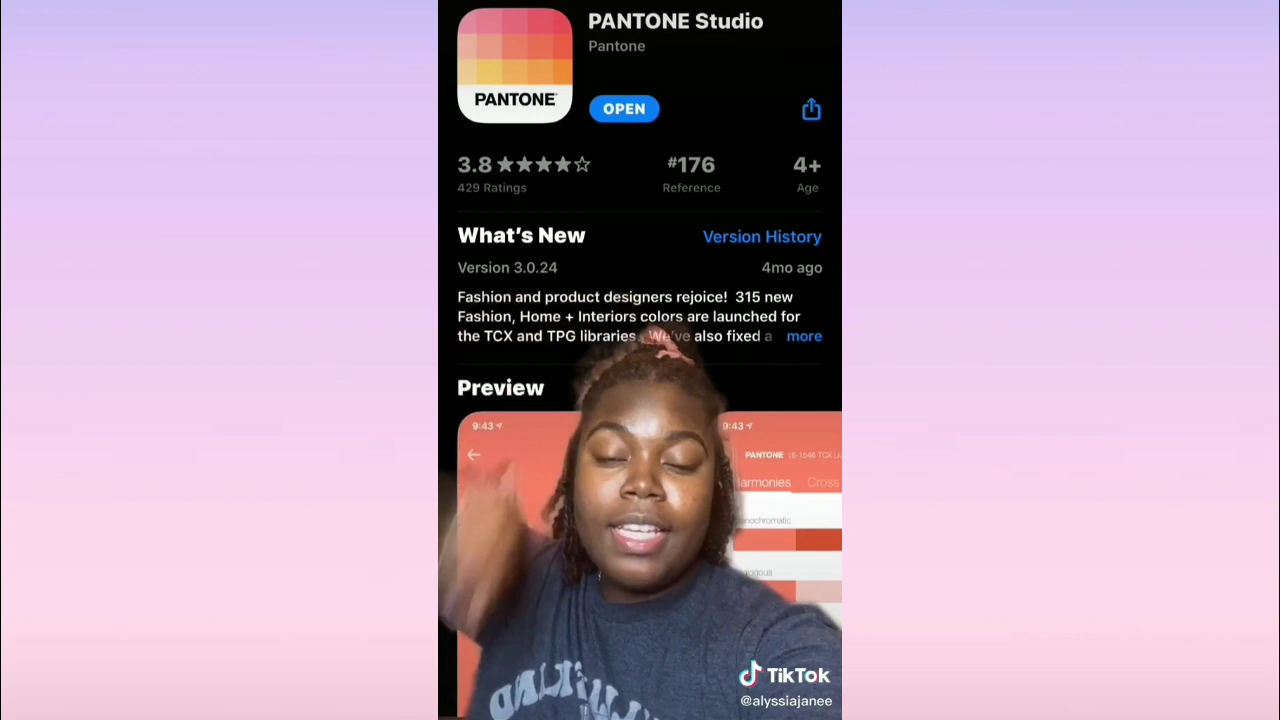 PANTONE Studio
Pantone
PANTONE
OPEN
3.8 ★★★★☆
#176
4+
429 Ratings
Reference
Age
What's New
Version History
Version 3.0.24
4mo ago
Fashion and product designers rejoice! 315 new
Fashion, Home + Interiors colors are launched for
the TCX and TPG libraries. We've also fixed a more
Preview
9:43
9:43
PANTONE
armonies Cross
nochromatic
TikTok
@alyssiajanee